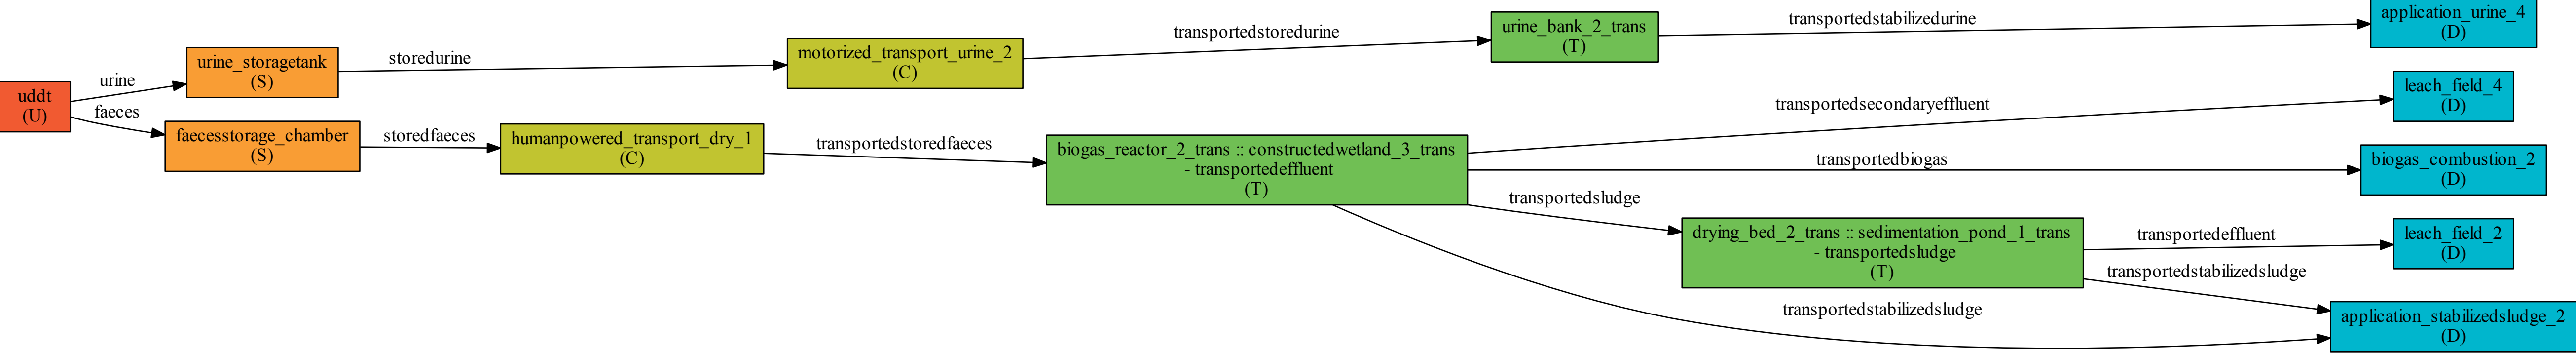 uddt
(U)
urine
faeces
urine_storagetank
(S)
faecesstorage_chamber
(S)
storedurine
storedfaeces
motorized_transport_urine_2
(C)
humanpowered_transport_dry_1
(C)
transportedstoredurine
transportedstoredfaeces
urine_bank_2_trans
(T)
biogas_reactor_2_trans :: constructedwetland_3_trans
- transportedeffluent
(T)
transportedstabilizedurine
transportedsecondaryeffluent
transportedbiogas
transportedsludge
drying_bed_2_trans :: sedimentation_pond_1_trans
- transportedsludge
(T)
transportedeffluent
transportedstabilizedsludge
transportedstabilizedsludge
application_urine_4
(D)
leach_field_4
(D)
biogas_combustion_2
(D)
leach_field_2
(D)
application_stabilizedsludge_2
(D)